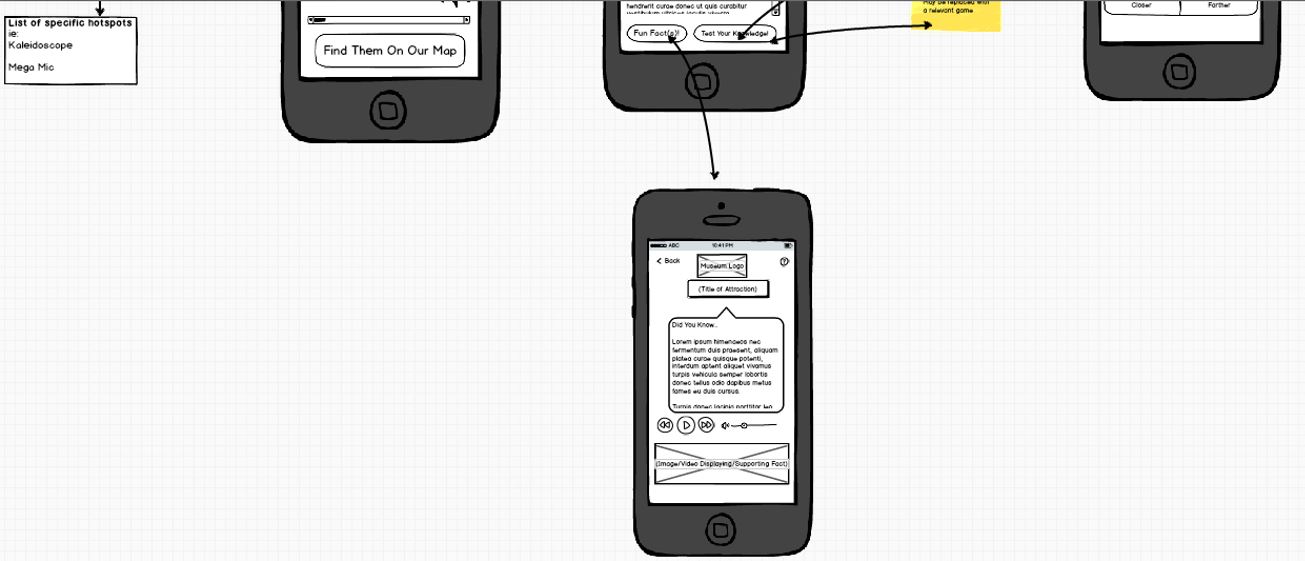 List of specific hotspots
ie:
Kaleidoscope
Mega Mic
Find Them On Our Map
hendrerit curae donec ut quis curabitur
vestibulum ultrices iaculis viverra
Fun Fact(s)!
Test Your Knowledge!
May be replaced with
a relevant game
Closer
Farther
ABC
10:41 PM
< Back
Museum Logo
?
(Title of Attraction)
Did You Know...
Lorem ipsum himenaeos nec
fermentum duis praesent, aliquam
platea curae quisque potenti,
interdum aptent aliquet vivamus
turpis vehicula semper lobortis
donec tellus odio dapibus metus
fames eu duis cursus.
Turpis donec lacinia porttitor leo
(Image/Video Displaying/Supporting Fact)